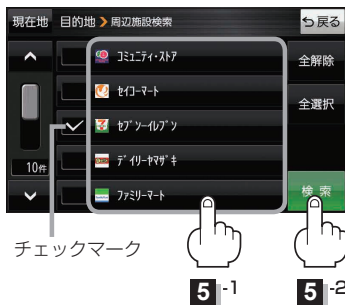 現在地 目的地 > 周辺施設検索 戻る
コミュニティ・ストア 全解除
セイコーマート
全選択
セブン-イレブン
デイリーヤマザキ
10件
ファミリーマート 検 索
チェックマーク
5 -1 5 -2